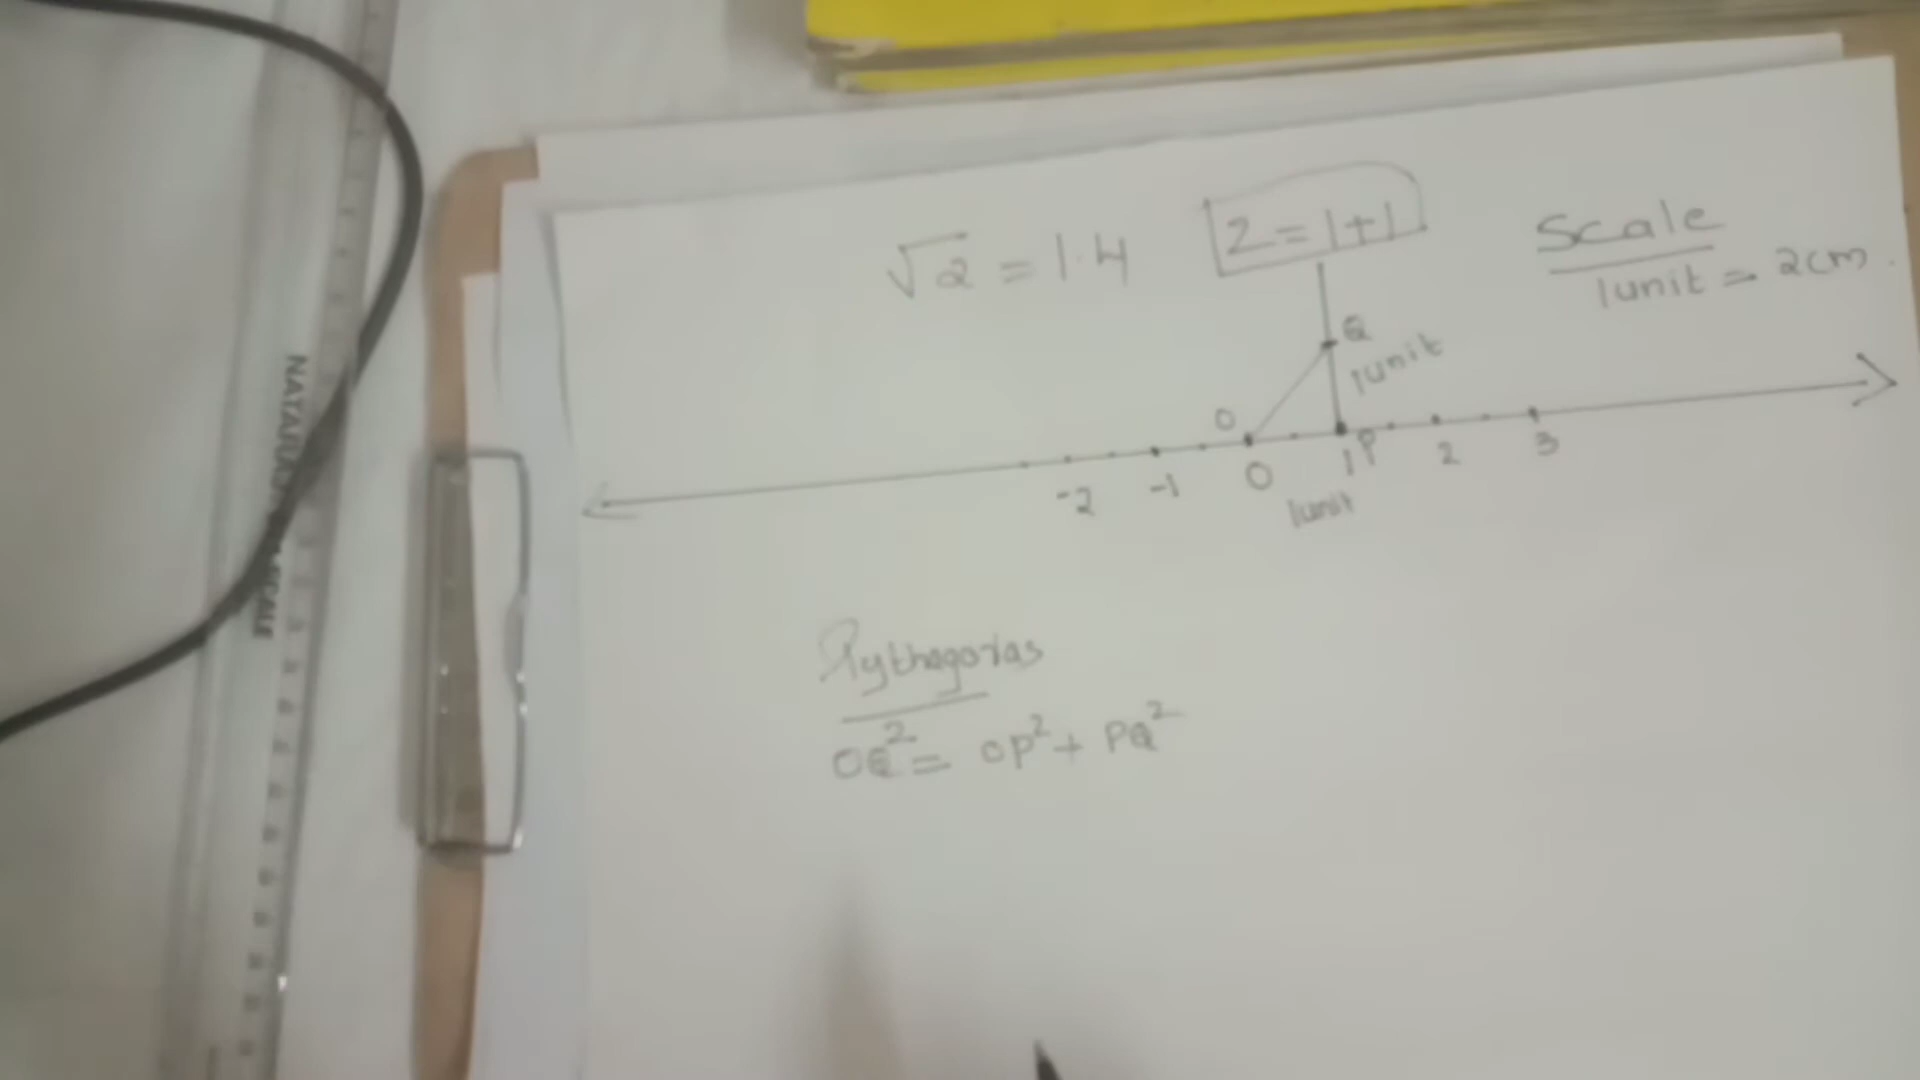 √2 = 1.4
2 = 1+1
Scale
1unit = 2cm
Q
1unit
O
P
-2 -1 0 1 2 3
1unit
Pythagorias
OQ² = OP² + PQ²